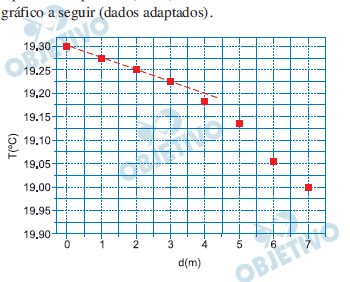 gráfico a seguir (dados adaptados).
T(ºC)
19,30
19,25
19,20
19,15
19,10
19,05
19,00
19,95
19,90
0 1 2 3 4 5 6 7
d(m)
OBJETIVO
OBJETIVO
OBJETIVO